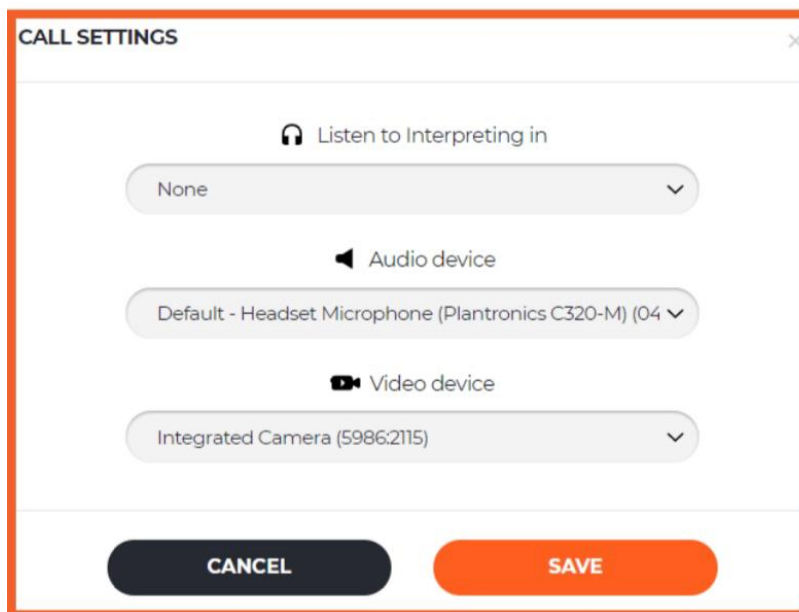 CALL SETTINGS
Listen to Interpreting in
None
Audio device
Default - Headset Microphone (Plantronics C320-M) (04
Video device
Integrated Camera (5986:2115)
CANCEL
SAVE